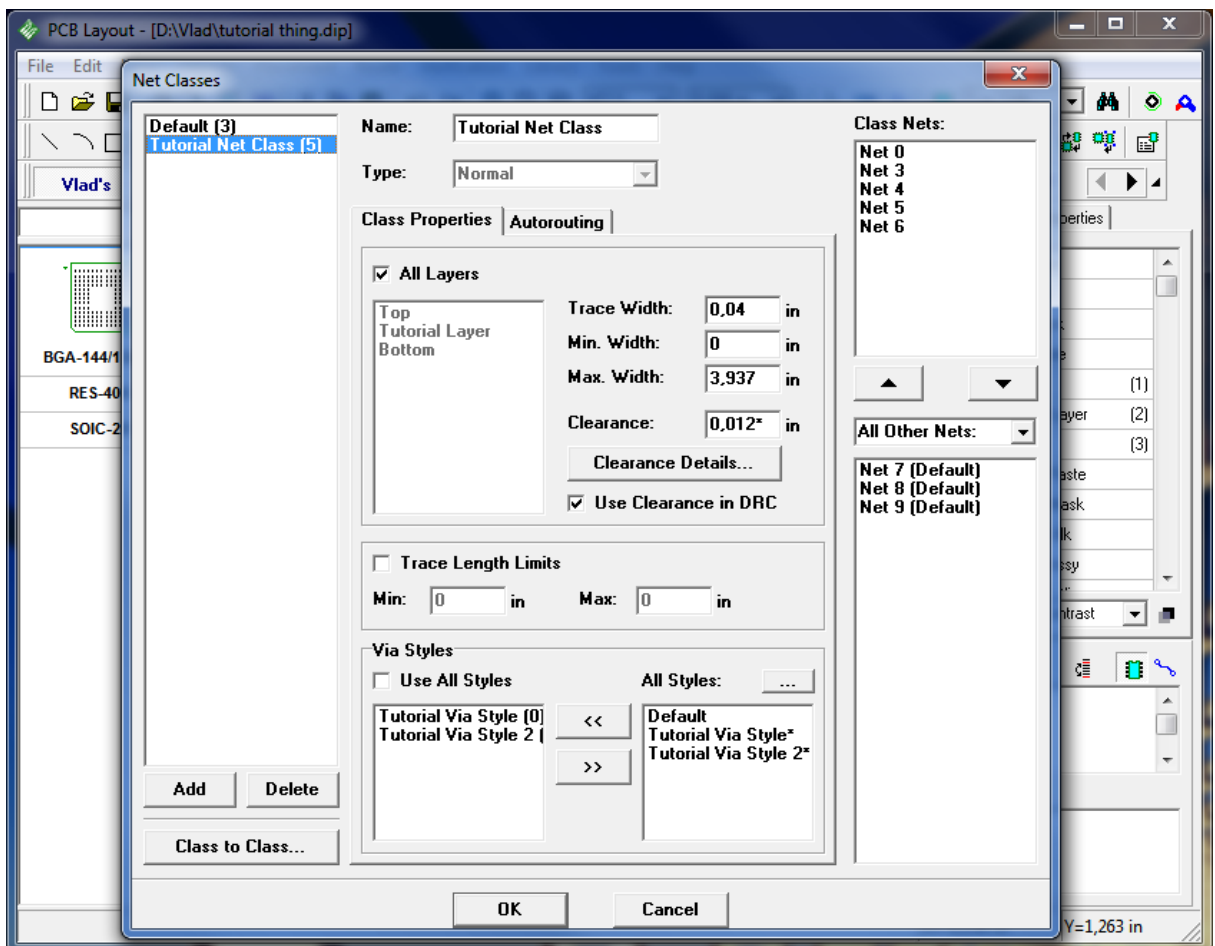 PCB Layout - [D:\Vlad\tutorial thing.dip]
File Edit
Net Classes
Default (3)
Tutorial Net Class (5)
Name: Tutorial Net Class
Type: Normal
Class Properties Autorouting
All Layers
Top
Tutorial Layer
Bottom
Trace Width: 0,04 in
Min. Width: 0 in
Max. Width: 3,937 in
Clearance: 0,012* in
Clearance Details...
Use Clearance in DRC
Trace Length Limits
Min: 0 in Max: 0 in
Via Styles
Use All Styles
All Styles: ...
Tutorial Via Style (0)
Tutorial Via Style 2 (
<<
>>
Default
Tutorial Via Style*
Tutorial Via Style 2*
Class Nets:
Net 0
Net 3
Net 4
Net 5
Net 6
All Other Nets:
Net 7 (Default)
Net 8 (Default)
Net 9 (Default)
Add Delete
Class to Class...
OK Cancel
Vlad's
BGA-144/1
RES-40
SOIC-2
perties
(1)
ayer (2)
(3)
aste
ask
lk
ssy
ntrast
Y=1,263 in